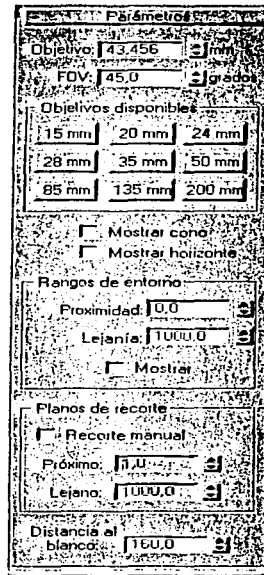 Parámetros
Objetivo: 43,456 mm
FOV: 45,0 grados
Objetivos disponibles
15 mm 20 mm 24 mm
28 mm 35 mm 50 mm
85 mm 135 mm 200 mm
Mostrar cono
Mostrar horizonte
Rangos de entorno
Proximidad: 0,0
Lejanía: 1000,0
Mostrar
Planos de recorte
Recorte manual
Próximo: 1,0
Lejano: 1000,0
Distancia al
blanco: 160,0